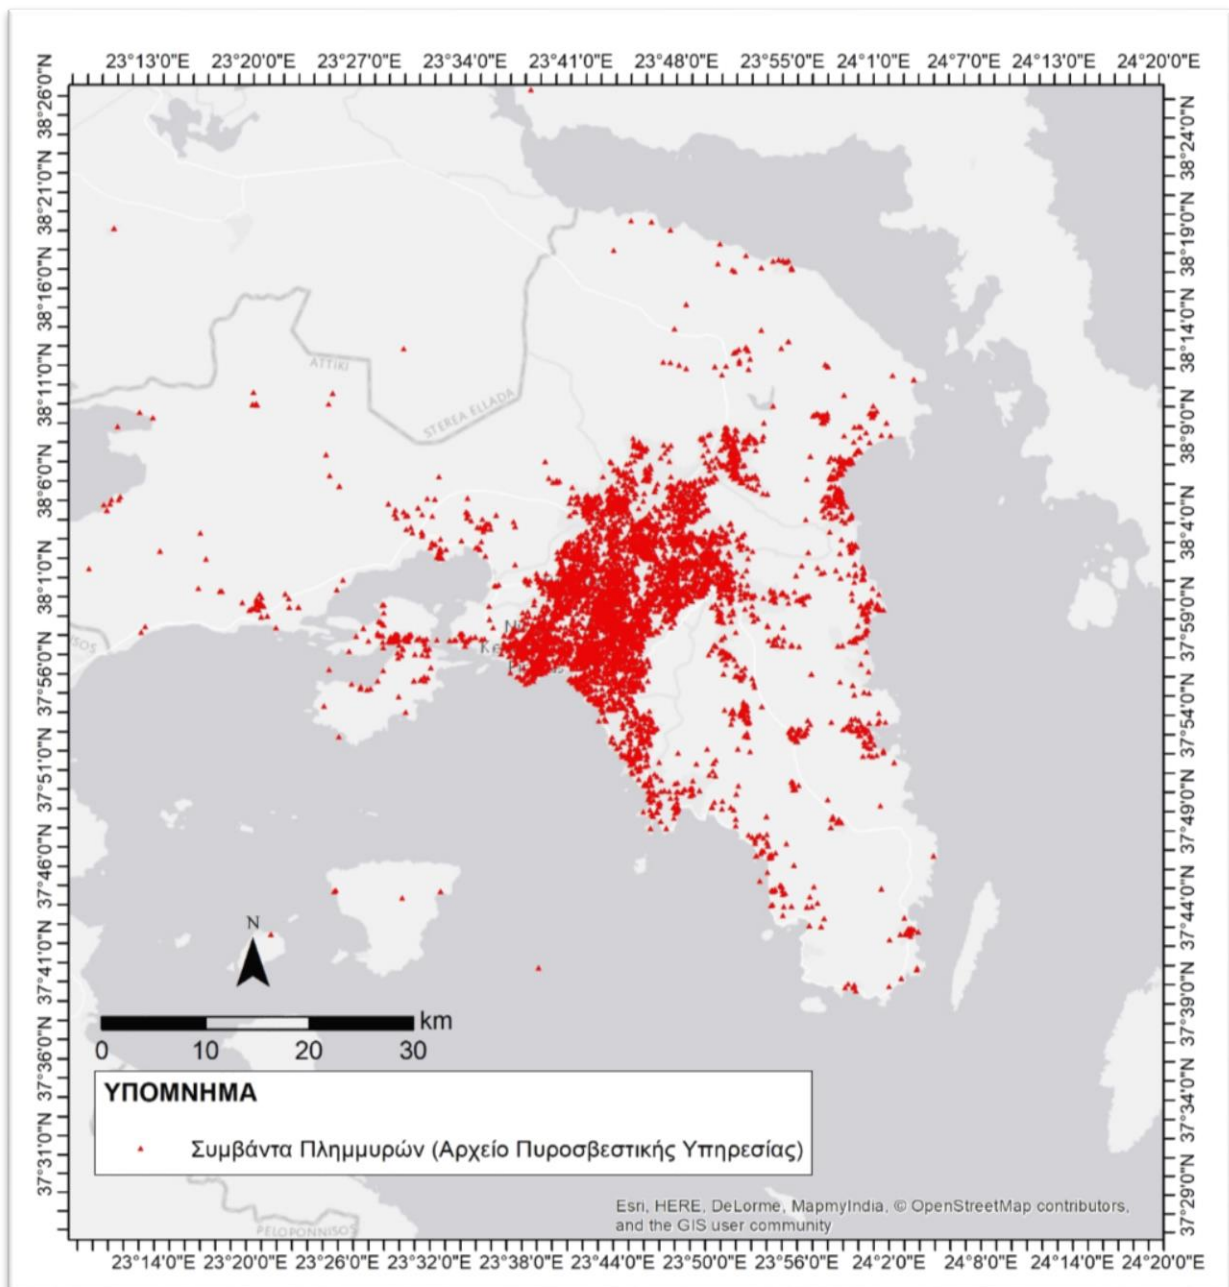 23°13'0"E 23°20'0"E 23°27'0"E 23°34'0"E 23°41'0"E 23°48'0"E 23°55'0"E 24°1'0"E 24°7'0"E 24°13'0"E 24°20'0"E
38°26'0"N
38°21'0"N
38°16'0"N
38°11'0"N
38°6'0"N
38°1'0"N
37°56'0"N
37°51'0"N
37°46'0"N
37°41'0"N
37°36'0"N
37°31'0"N
38°24'0"N
38°19'0"N
38°14'0"N
38°9'0"N
38°4'0"N
37°59'0"N
37°54'0"N
37°49'0"N
37°44'0"N
37°39'0"N
37°34'0"N
37°29'0"N
ATTIKI
STEREA ELLADA
N
km
0 10 20 30
ΥΠΟΜΝΗΜΑ
Συμβάντα Πλημμυρών (Αρχείο Πυροσβεστικής Υπηρεσίας)
Esri, HERE, DeLorme, MapmyIndia, © OpenStreetMap contributors,
and the GIS user community
PELOPONNISOS
23°14'0"E 23°20'0"E 23°26'0"E 23°32'0"E 23°38'0"E 23°44'0"E 23°50'0"E 23°56'0"E 24°2'0"E 24°8'0"E 24°14'0"E 24°20'0"E